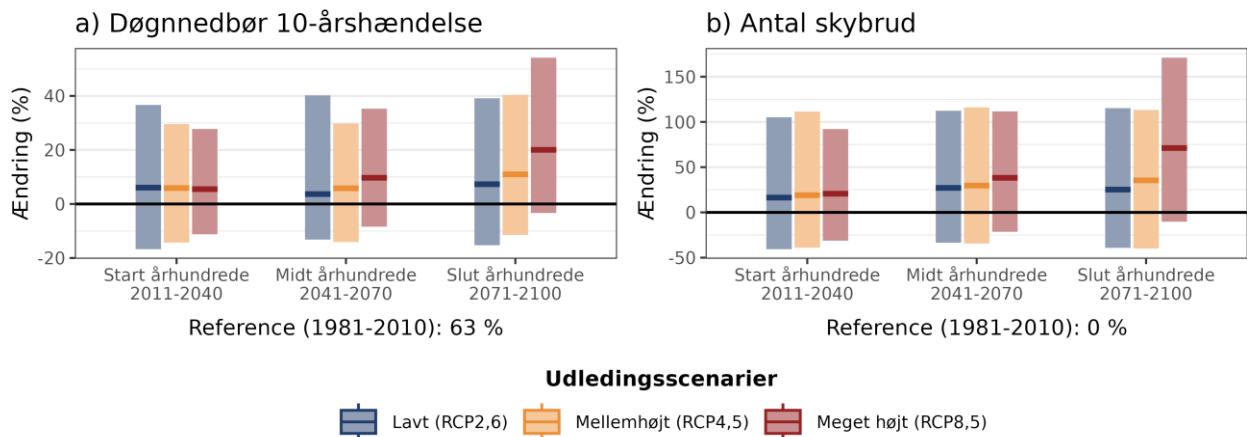 a) Døgnnedbør 10-årshændelse
Ændring (%)
40
20
0
-20
Start århundrede
2011-2040
Midt århundrede
2041-2070
Slut århundrede
2071-2100
Reference (1981-2010): 63 %
b) Antal skybrud
Ændring (%)
150
100
50
0
-50
Start århundrede
2011-2040
Midt århundrede
2041-2070
Slut århundrede
2071-2100
Reference (1981-2010): 0 %
Udledingsscenarier
Lavt (RCP2,6)
Mellemhøjt (RCP4,5)
Meget højt (RCP8,5)